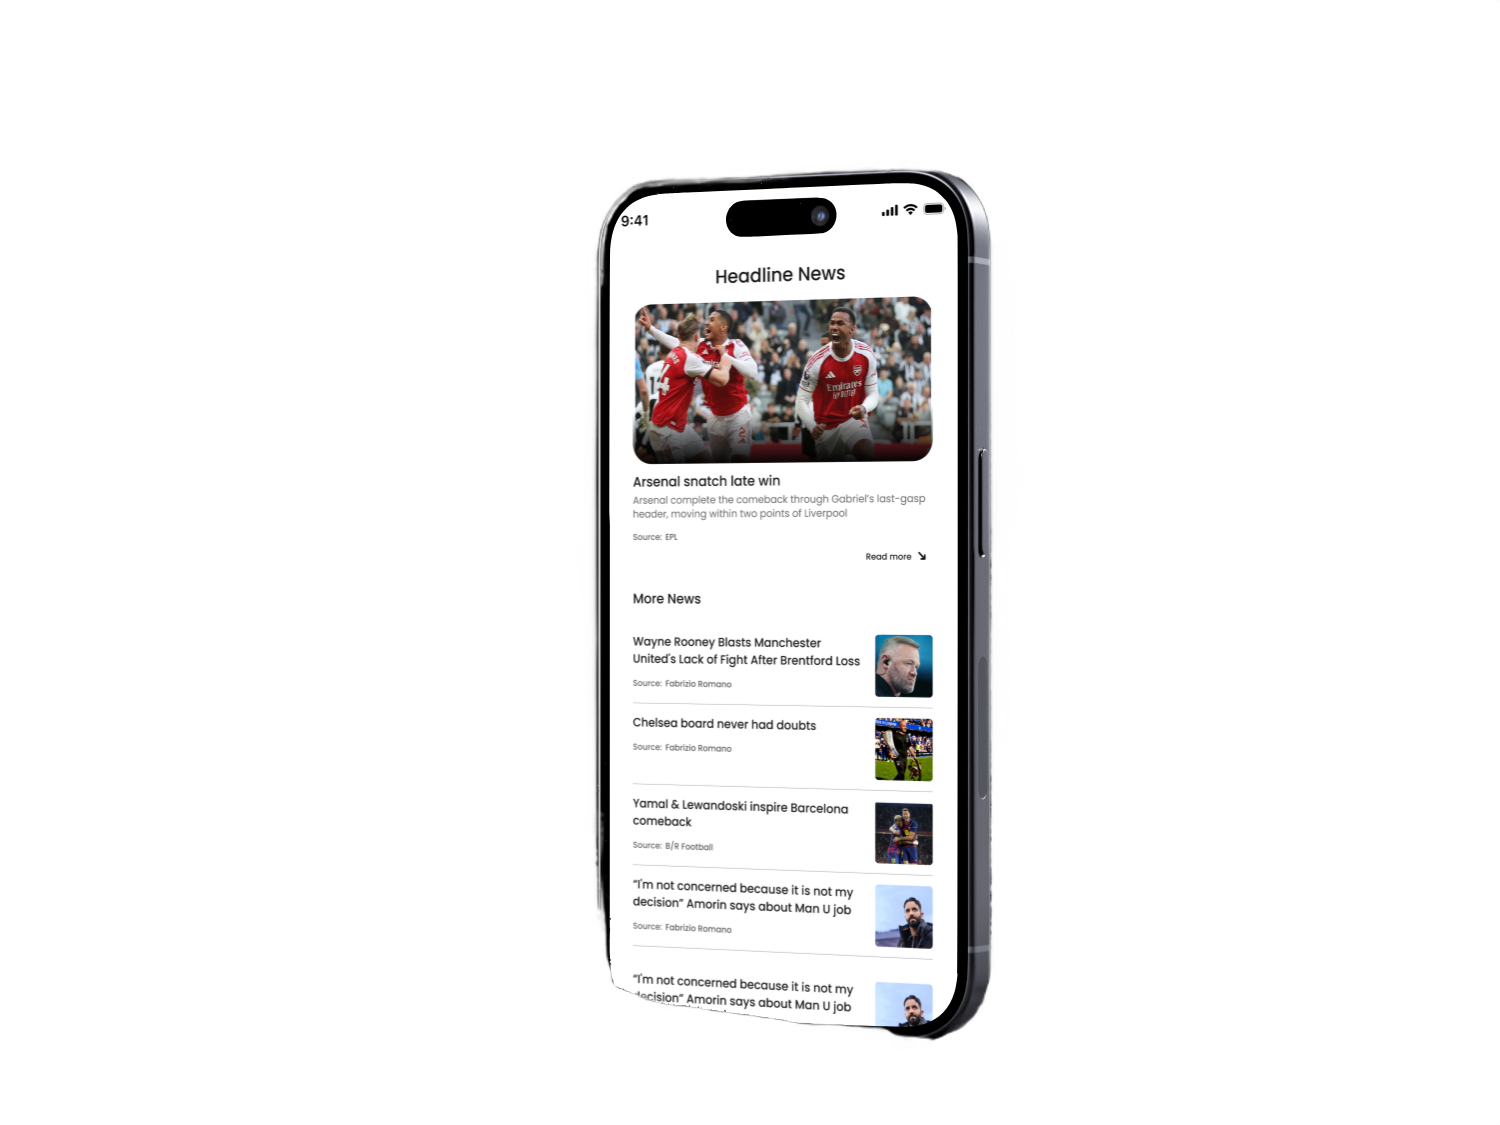 9:41
Headline News
Emirates
FLY BETTER
Arsenal snatch late win
Arsenal complete the comeback through Gabriel's last-gasp
header, moving within two points of Liverpool
Source: EPL
Read more
More News
Wayne Rooney Blasts Manchester
United's Lack of Fight After Brentford Loss
Source: Fabrizio Romano
Chelsea board never had doubts
Source: Fabrizio Romano
Yamal & Lewandoski inspire Barcelona
comeback
Source: B/R Football
“I'm not concerned because it is not my
decision” Amorin says about Man U job
Source: Fabrizio Romano
“I'm not concerned because it is not my
decision” Amorin says about Man U job